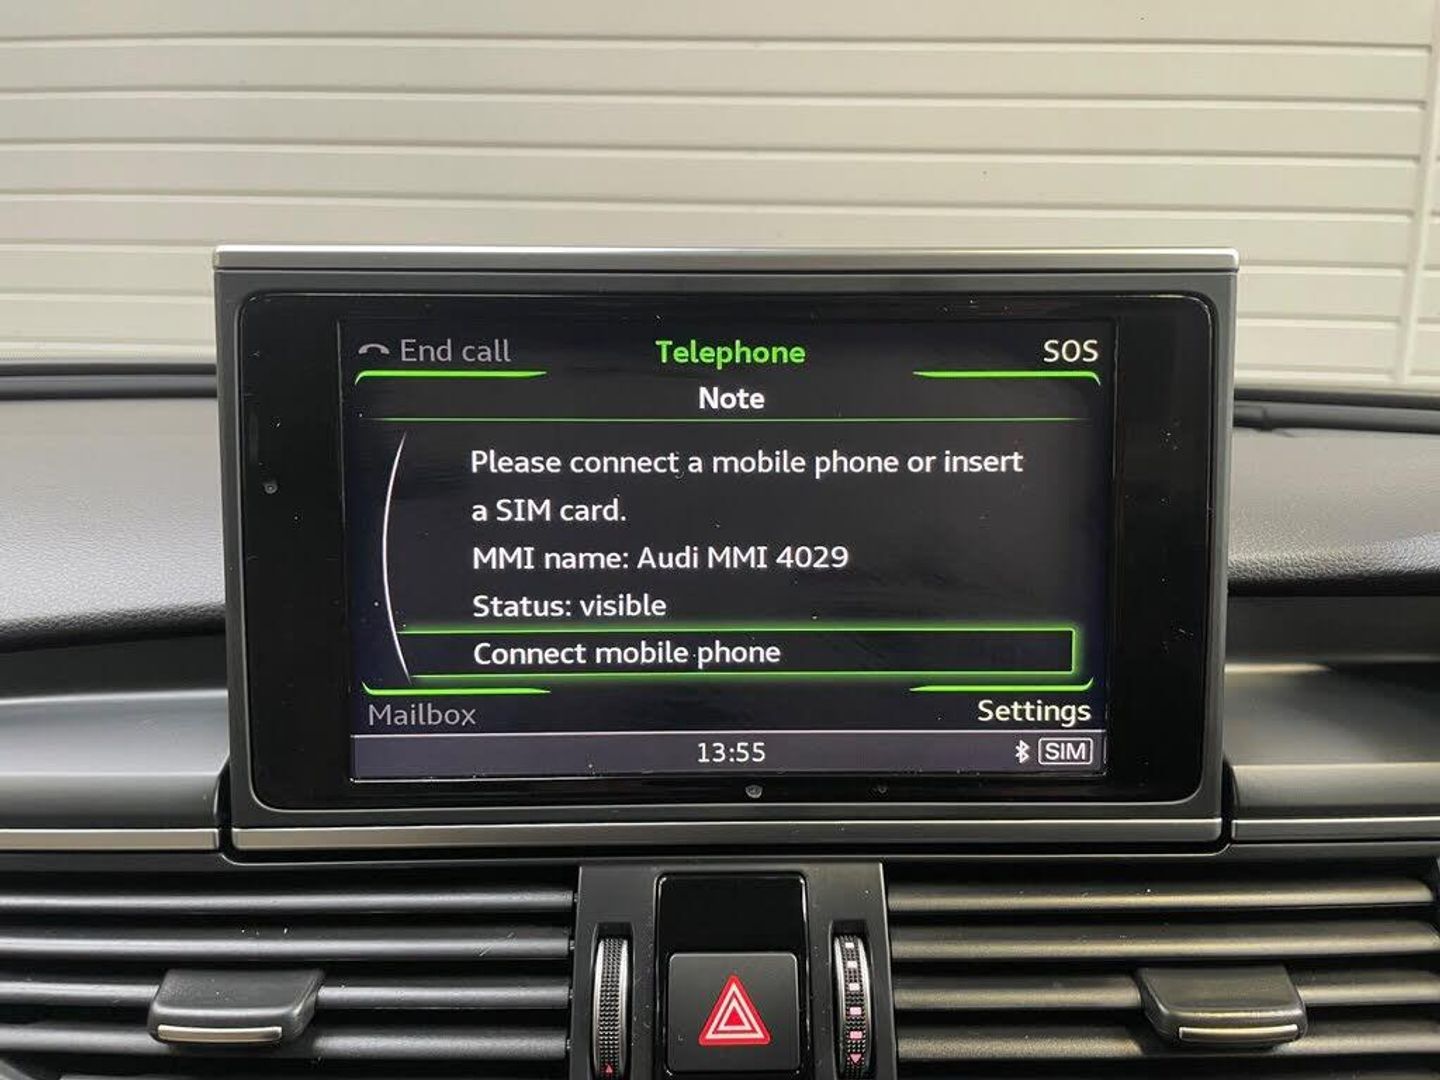 End call Telephone SOS
Note
Please connect a mobile phone or insert
a SIM card.
MMI name: Audi MMI 4029
Status: visible
Connect mobile phone
Mailbox Settings
13:55 SIM